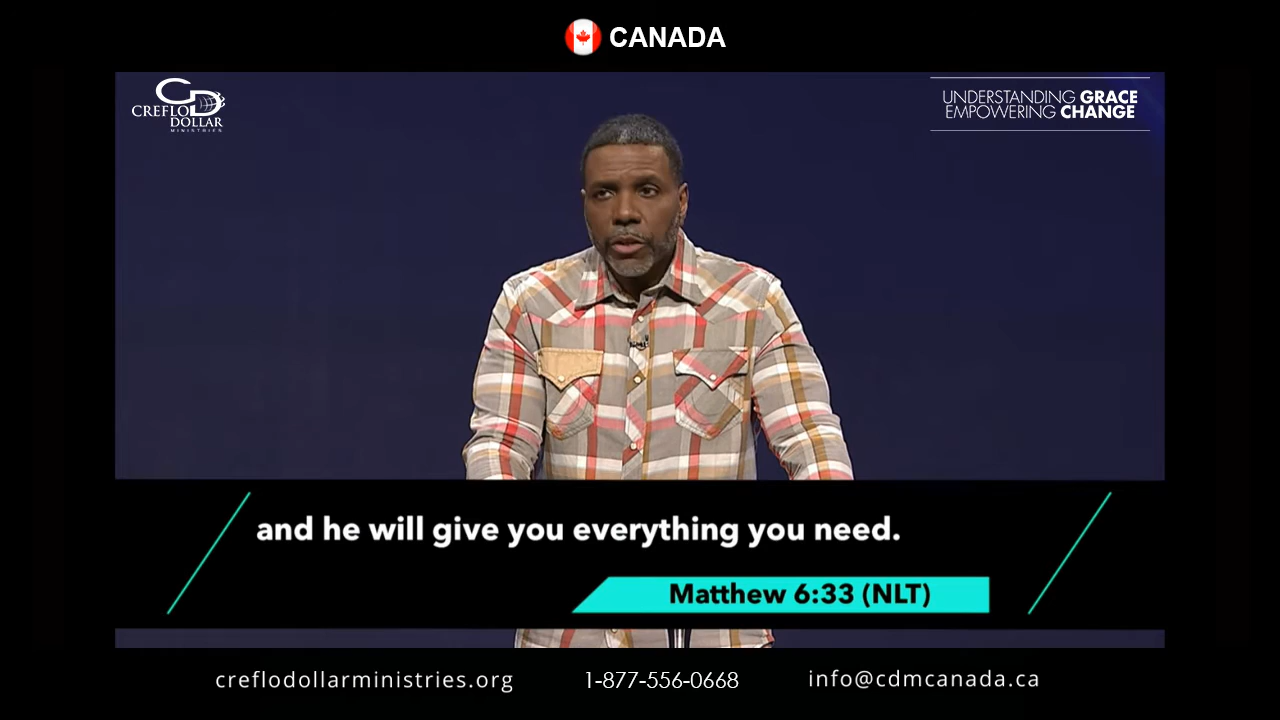 CANADA
CREFLO
DOLLAR
MINISTRIES
UNDERSTANDING GRACE
EMPOWERING CHANGE
and he will give you everything you need.
Matthew 6:33 (NLT)
creflodollarministries.org
1-877-556-0668
info@cdmcanada.ca